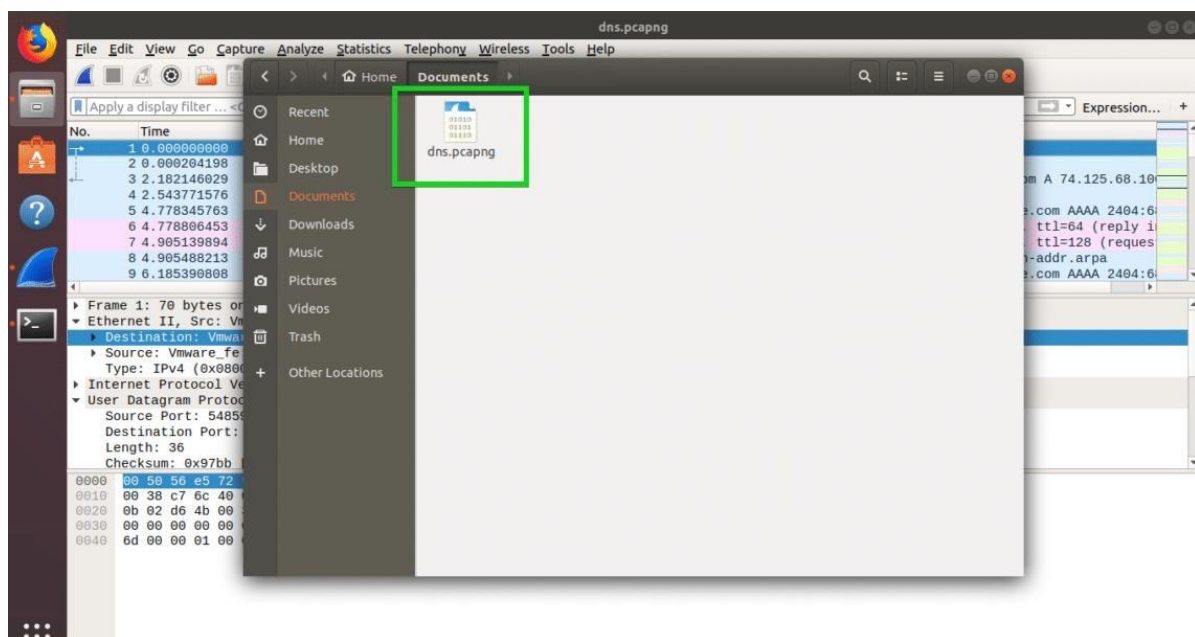 dns.pcapng
File Edit View Go Capture Analyze Statistics Telephony Wireless Tools Help
Home Documents
Apply a display filter ... Expression... +
No. Time
1 0.000000000
2 0.000204198
3 2.182146029 om A 74.125.68.10
4 2.543771576
5 4.778345763 e.com AAAA 2404:6
6 4.778806453 ttl=64 (reply i
7 4.905139894 ttl=128 (reques
8 4.905488213 n-addr.arpa
9 6.185390808 e.com AAAA 2404:6
Recent
Home
Desktop
Documents
Downloads
Music
Pictures
Videos
Trash
+ Other Locations
01010
01101
01110
dns.pcapng
Frame 1: 70 bytes on
Ethernet II, Src: Vm
Destination: Vmwa
Source: Vmware_fe
Type: IPv4 (0x080
Internet Protocol Ve
User Datagram Protoc
Source Port: 5485
Destination Port:
Length: 36
Checksum: 0x97bb
0000 00 50 56 e5 72
0010 00 38 c7 6c 40
0020 0b 02 d6 4b 00
0030 00 00 00 00 00
0040 6d 00 00 01 00